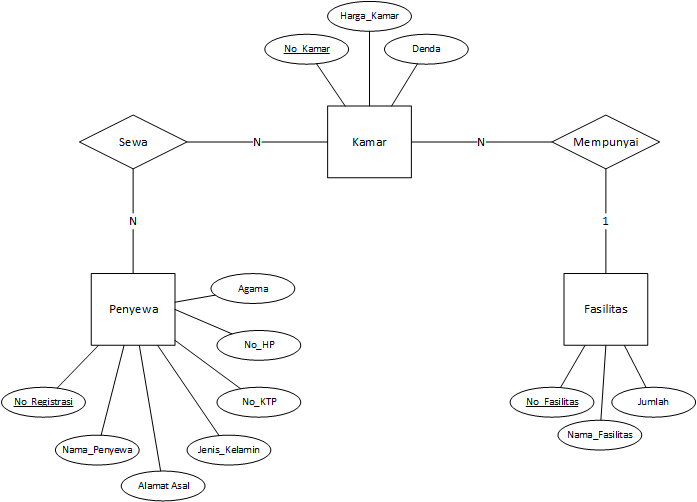 Harga_Kamar
No_Kamar
Denda
Sewa
N
Kamar
N
Mempunyai
N
1
Penyewa
Agama
No_HP
No_KTP
No_Registrasi
Nama_Penyewa
Alamat Asal
Jenis_Kelamin
Fasilitas
No_Fasilitas
Jumlah
Nama_Fasilitas